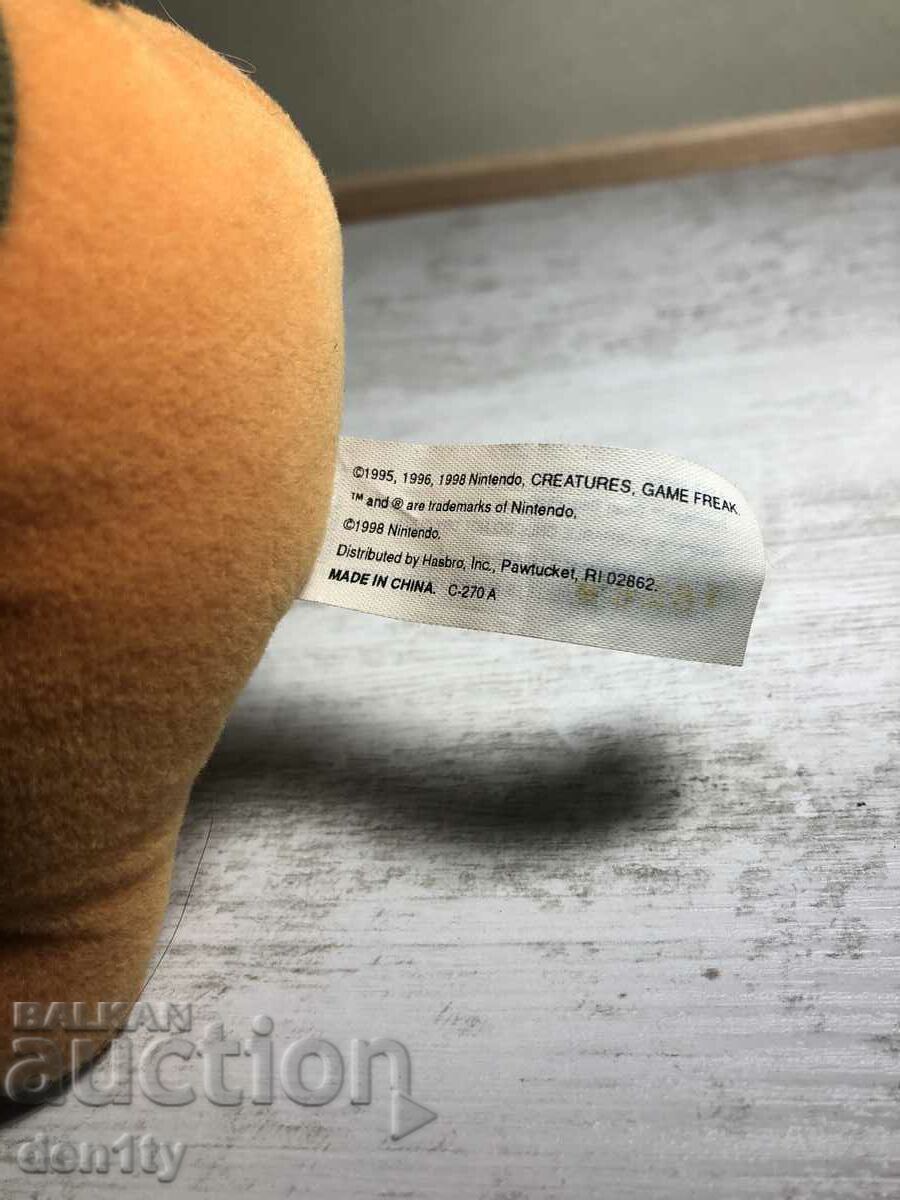 ©1995, 1996, 1998 Nintendo, CREATURES, GAME FREAK.
™ and ® are trademarks of Nintendo.
©1998 Nintendo.
Distributed by Hasbro, Inc., Pawtucket, RI 02862.
MADE IN CHINA. C-270 A
BALKAN
auction
den1ty